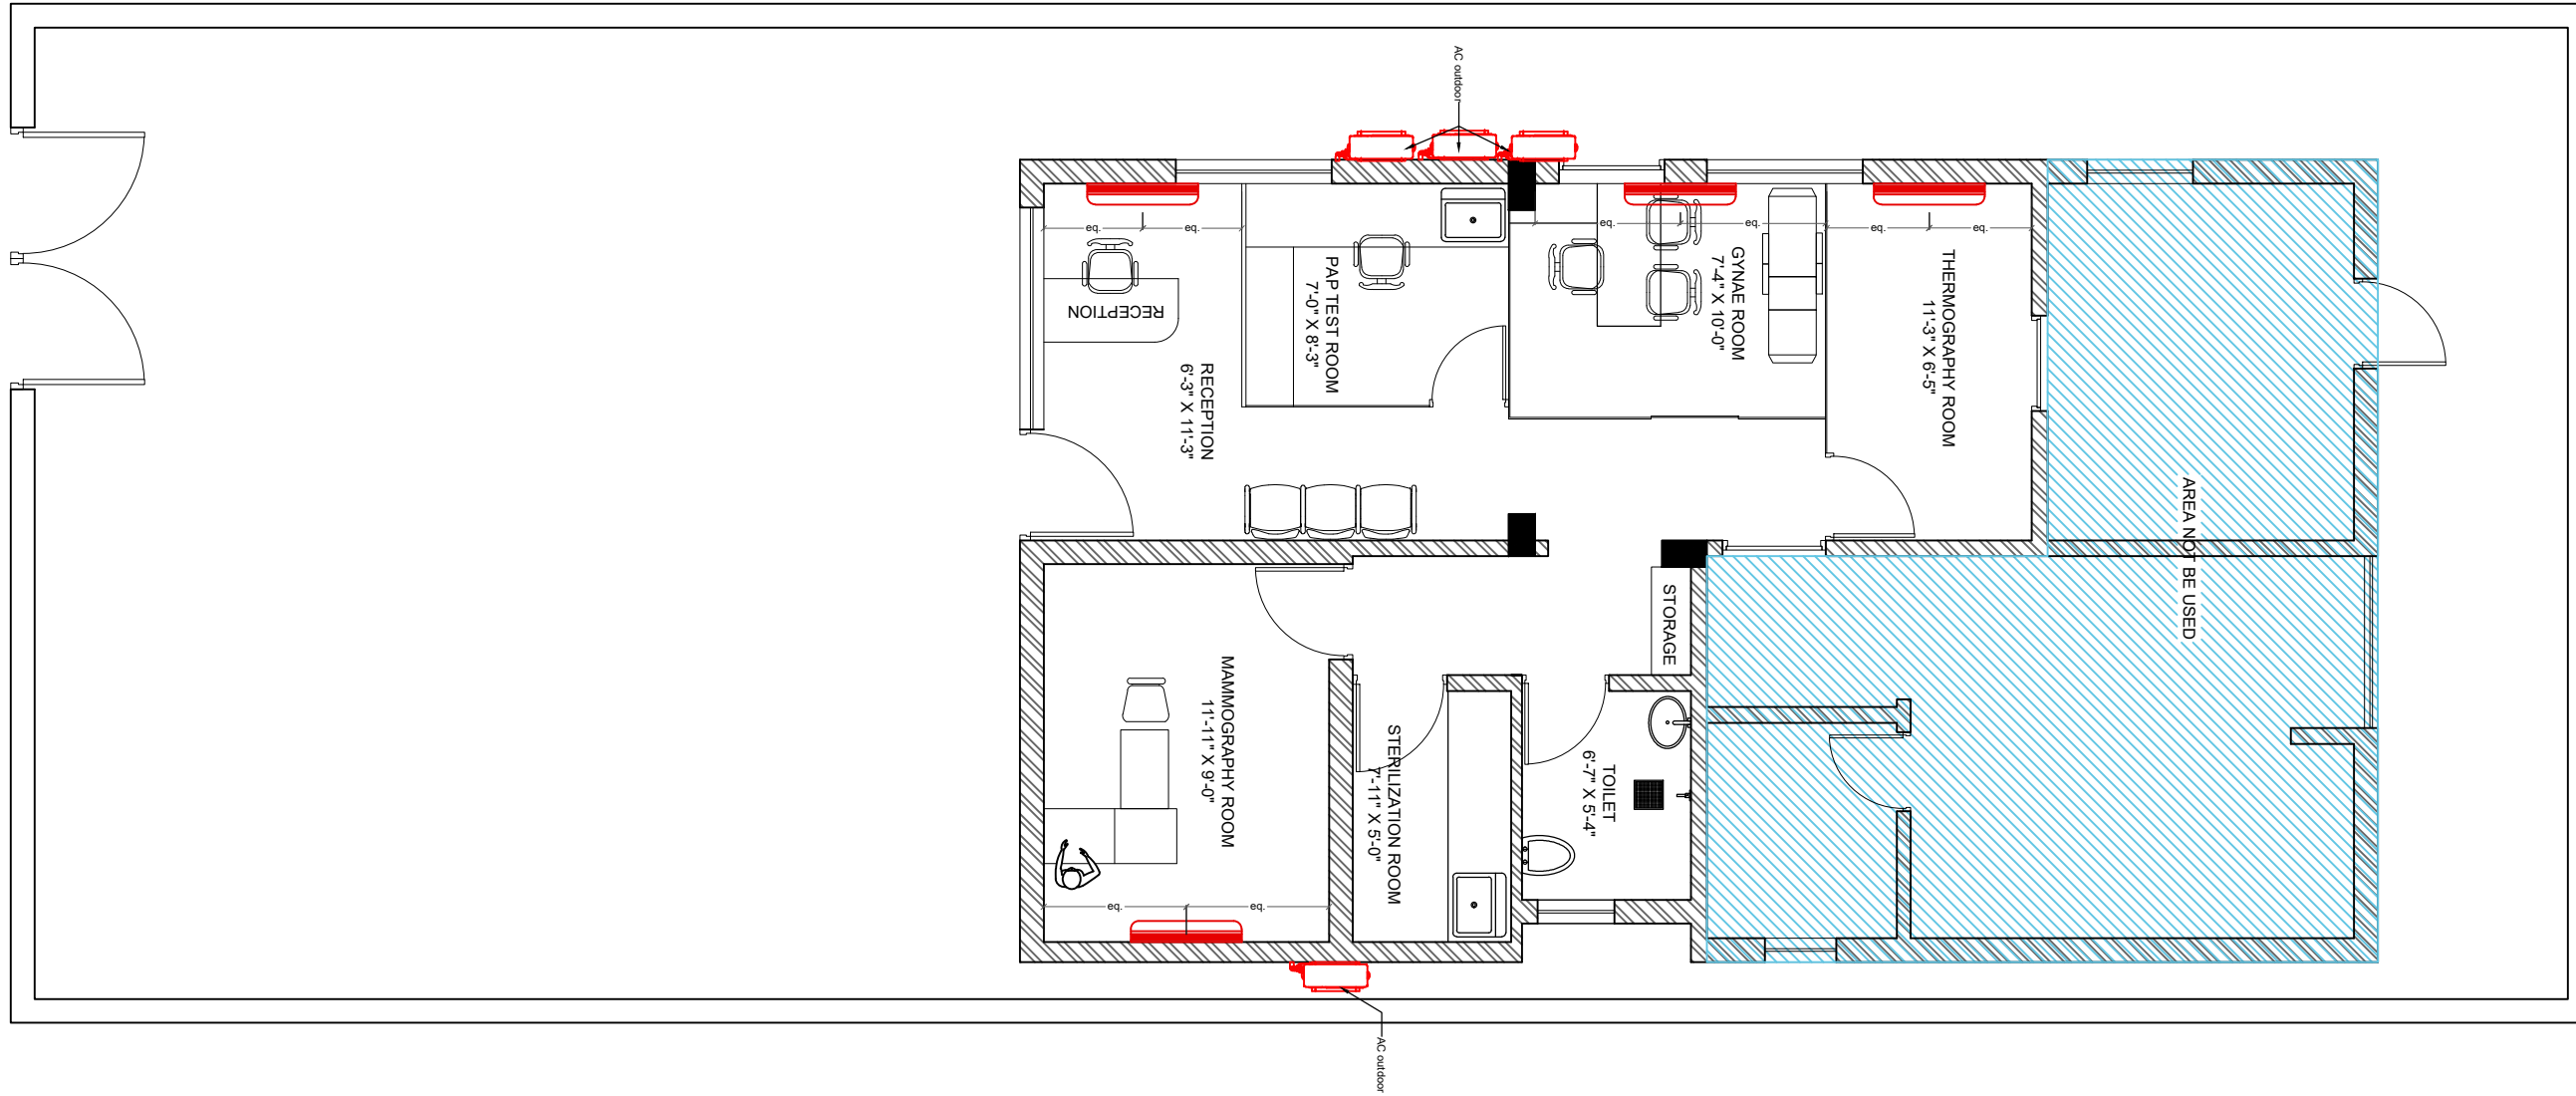 AC outdoor
eq.
eq.
eq.
eq.
eq.
eq.
RECEPTION
RECEPTION
6'-3" X 11'-3"
PAP TEST ROOM
7'-0" X 8'-3"
GYNAE ROOM
7'-4" X 10'-0"
THERMOGRAPHY ROOM
11'-3" X 6'-5"
AREA NOT BE USED
STORAGE
MAMMOGRAPHY ROOM
11'-11" X 9'-0"
STERILIZATION ROOM
7'-11" X 5'-0"
TOILET
6'-7" X 5'-4"
eq.
eq.
AC outdoor